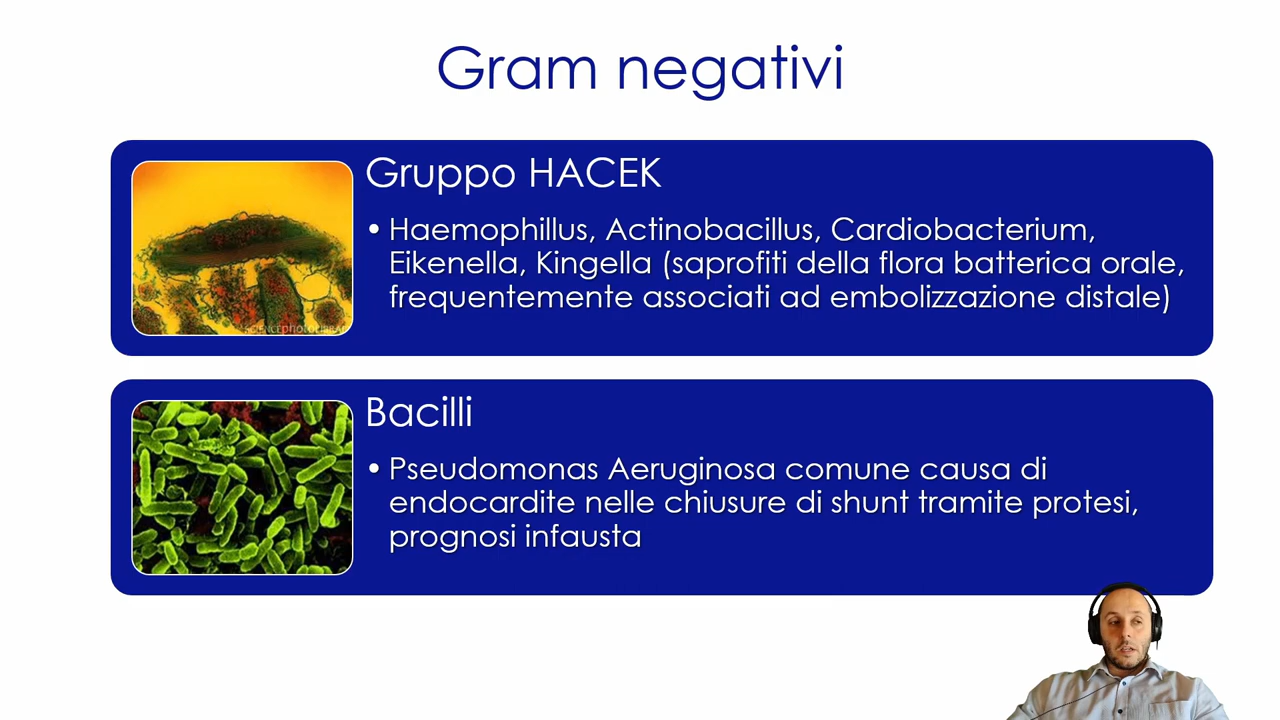 Gram negativi
Gruppo HACEK
• Haemophillus, Actinobacillus, Cardiobacterium,
Eikenella, Kingella (saprofiti della flora batterica orale,
frequentemente associati ad embolizzazione distale)
SCIENCEPHOTOLIBRARY
Bacilli
• Pseudomonas Aeruginosa comune causa di
endocardite nelle chiusure di shunt tramite protesi,
prognosi infausta